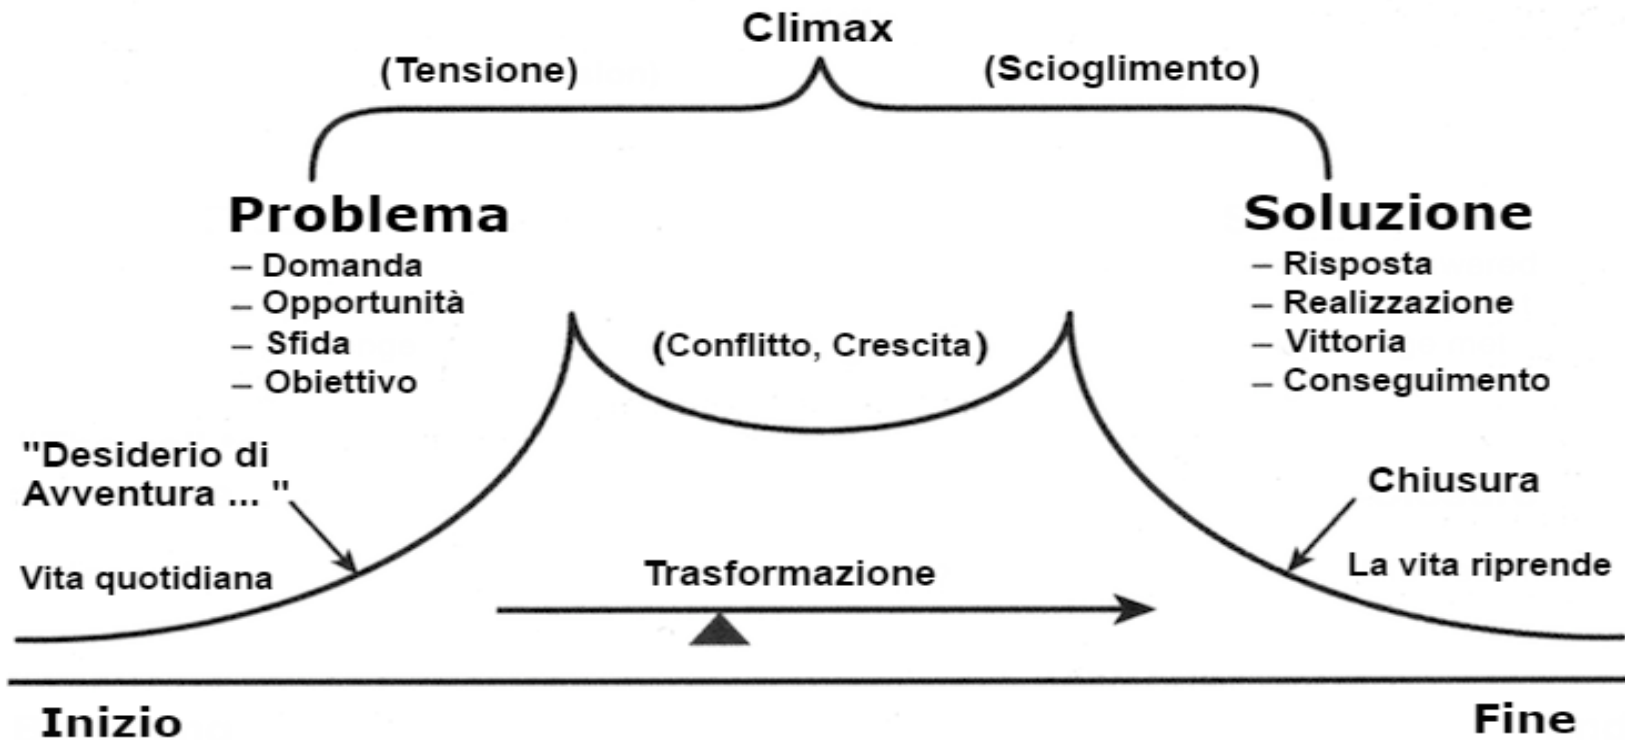 Climax
(Tensione)
(Scioglimento)
Problema
– Domanda
– Opportunità
– Sfida
– Obiettivo
Soluzione
– Risposta
– Realizzazione
– Vittoria
– Conseguimento
(Conflitto, Crescita)
"Desiderio di
Avventura ... "
Chiusura
Vita quotidiana
Trasformazione
La vita riprende
Inizio
Fine